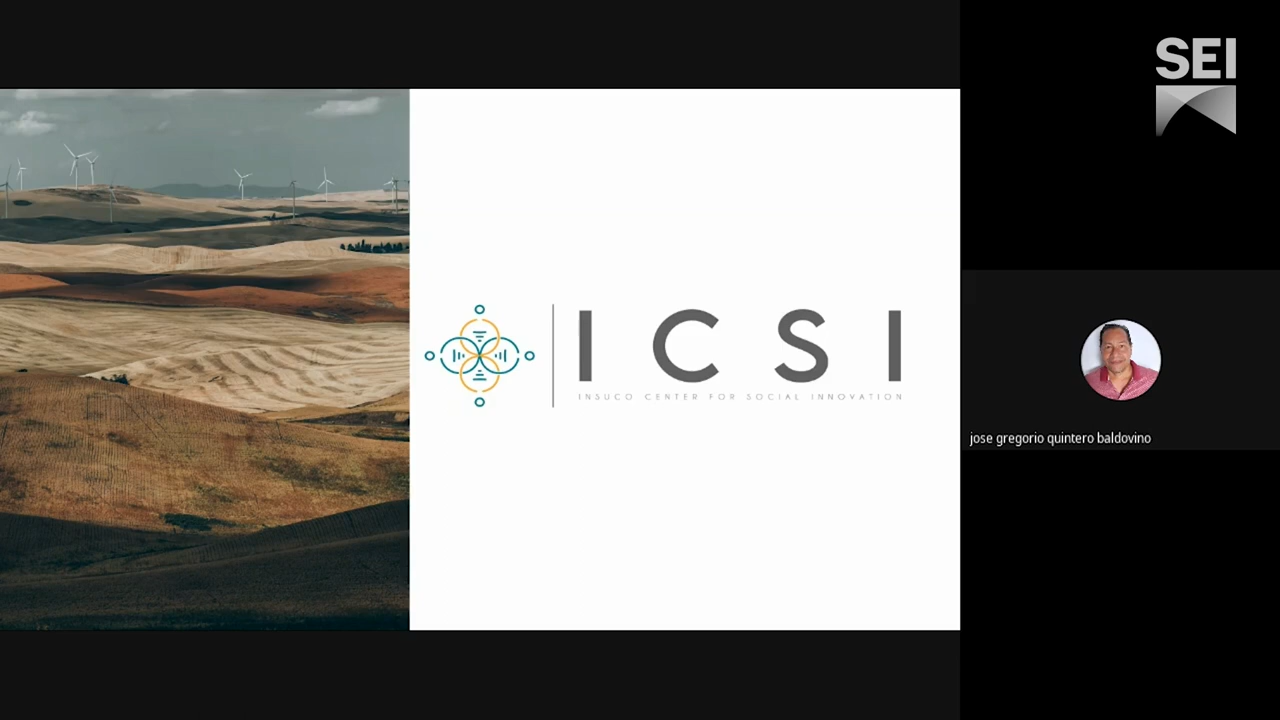 SEI
ICSI
INSUCO CENTER FOR SOCIAL INNOVATION
jose gregorio quintero baldovino